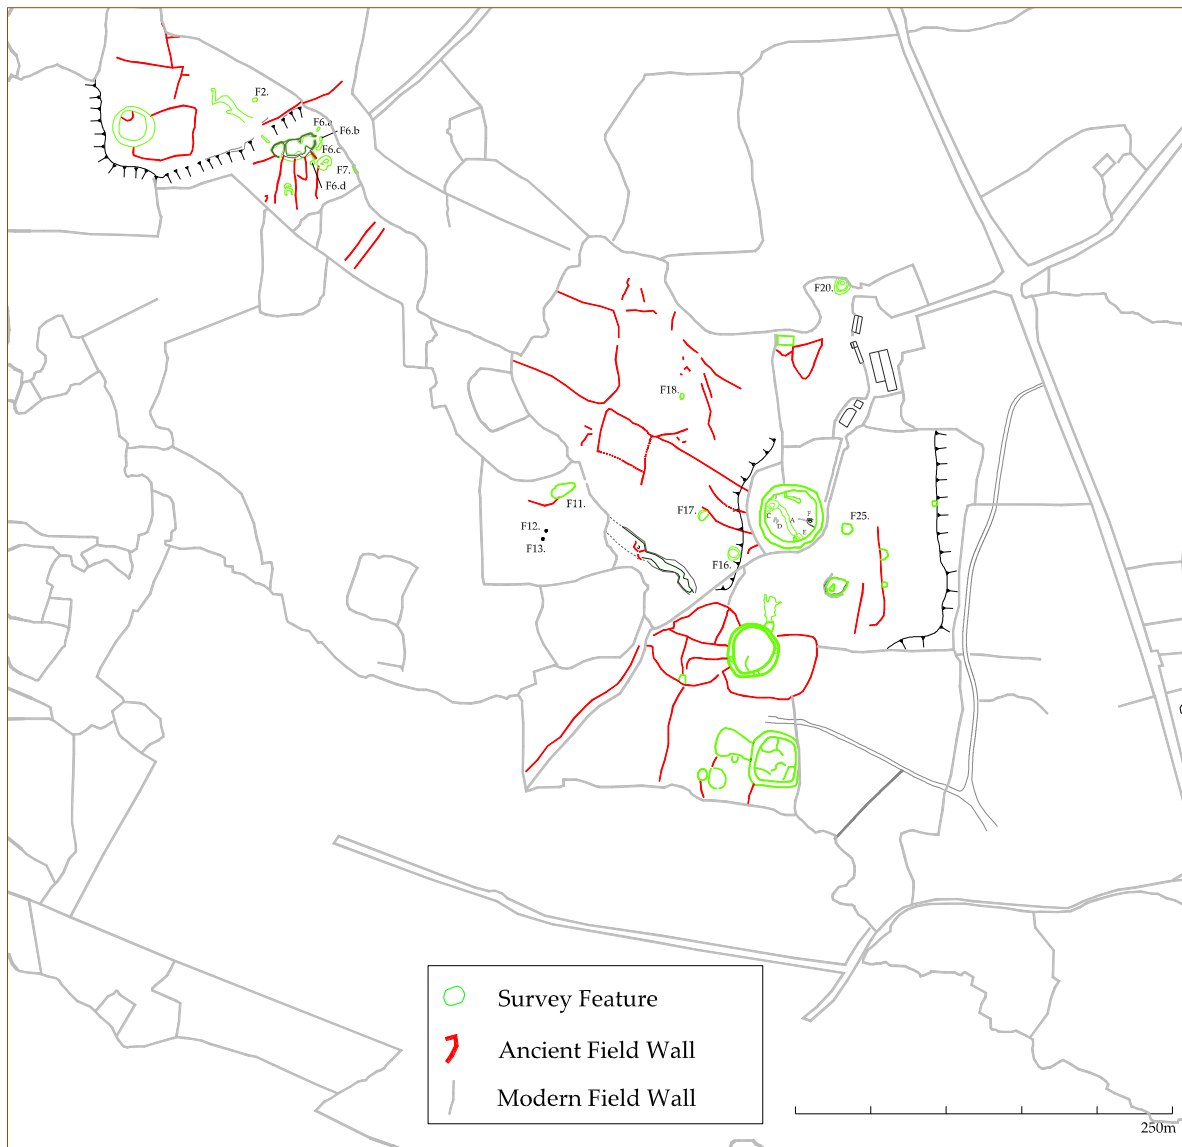 F2.
F6.e
F6.b
F6.c
F7.
F6.d
F20.
F18.
F11.
F17.
F12.
F13.
F16.
F25.
C
A
F
D
E
Survey Feature
Ancient Field Wall
Modern Field Wall
250m